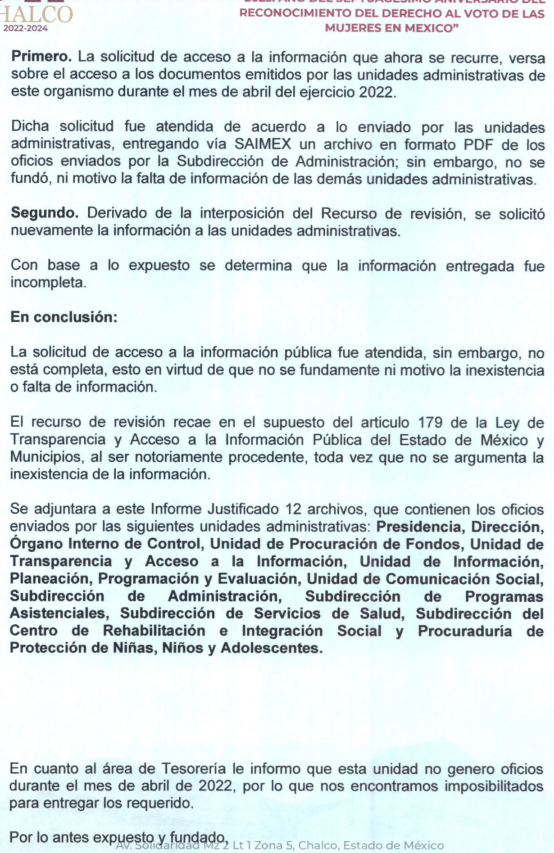 2022-2024
RECONOCIMIENTO DEL DERECHO AL VOTO DE LAS
MUJERES EN MEXICO"
Primero. La solicitud de acceso a la información que ahora se recurre, versa
sobre el acceso a los documentos emitidos por las unidades administrativas de
este organismo durante el mes de abril del ejercicio 2022.
Dicha solicitud fue atendida de acuerdo a lo enviado por las unidades
administrativas, entregando vía SAIMEX un archivo en formato PDF de los
oficios enviados por la Subdirección de Administración; sin embargo, no se
fundó, ni motivo la falta de información de las demás unidades administrativas.
Segundo. Derivado de la interposición del Recurso de revisión, se solicitó
nuevamente la información a las unidades administrativas.
Con base a lo expuesto se determina que la información entregada fue
incompleta.
En conclusión:
La solicitud de acceso a la información pública fue atendida, sin embargo, no
está completa, esto en virtud de que no se fundamente ni motivo la inexistencia
o falta de información.
El recurso de revisión recae en el supuesto del articulo 179 de la Ley de
Transparencia y Acceso a la Información Pública del Estado de México y
Municipios, al ser notoriamente procedente, toda vez que no se argumenta la
inexistencia de la información.
Se adjuntara a este Informe Justificado 12 archivos, que contienen los oficios
enviados por las siguientes unidades administrativas: Presidencia, Dirección,
Órgano Interno de Control, Unidad de Procuración de Fondos, Unidad de
Transparencia y Acceso a la Información, Unidad de Información,
Planeación, Programación y Evaluación, Unidad de Comunicación Social,
Subdirección de Administración, Subdirección de Programas
Asistenciales, Subdirección de Servicios de Salud, Subdirección del
Centro de Rehabilitación e Integración Social y Procuraduría de
Protección de Niñas, Niños y Adolescentes.
En cuanto al área de Tesorería le informo que esta unidad no genero oficios
durante el mes de abril de 2022, por lo que nos encontramos imposibilitados
para entregar los requerido.
Por lo antes expuesto y fundado,
Av. Solidaridad Mz 2 Lt 1 Zona 5, Chalco, Estado de México